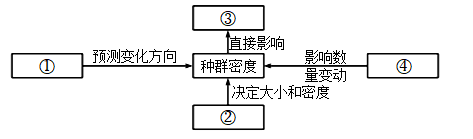 ③
直接影响
① 预测变化方向 种群密度 影响数 ④
量变动
决定大小和密度
②